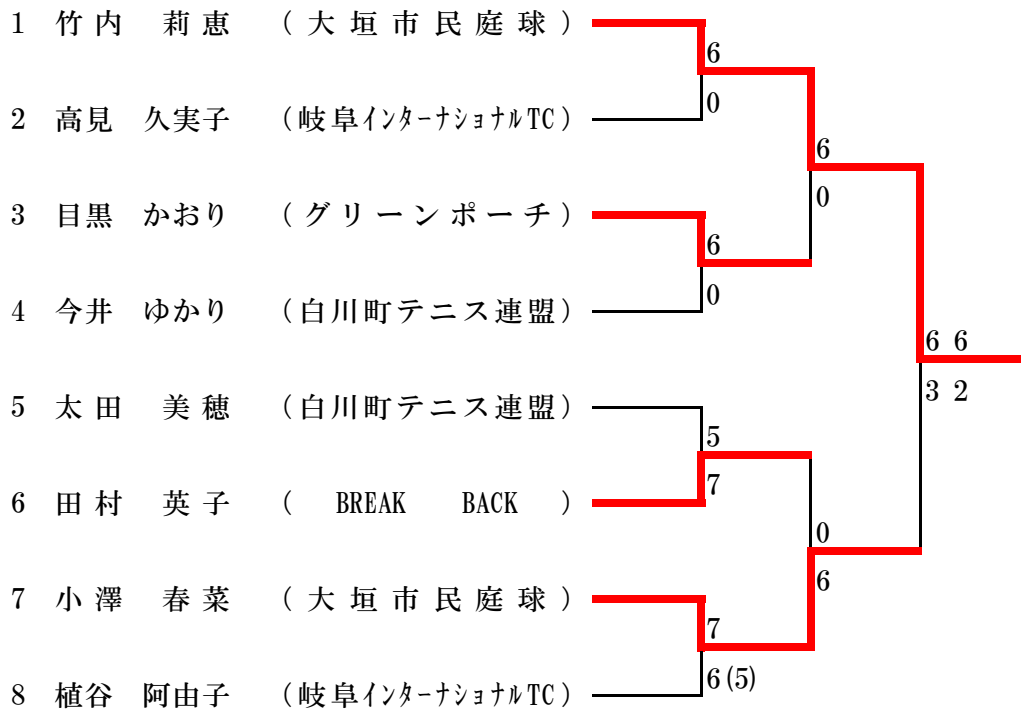 1 竹内 莉恵 (大垣市民庭球)
6
0
2 高見 久実子 (岐阜インターナショナルTC)
6
0
3 目黒 かおり (グリーンポーチ)
6
0
4 今井 ゆかり (白川町テニス連盟)
6 6
3 2
5 太田 美穂 (白川町テニス連盟)
5
7
6 田村 英子 (BREAK BACK)
0
6
7 小澤 春菜 (大垣市民庭球)
7
6(5)
8 植谷 阿由子 (岐阜インターナショナルTC)